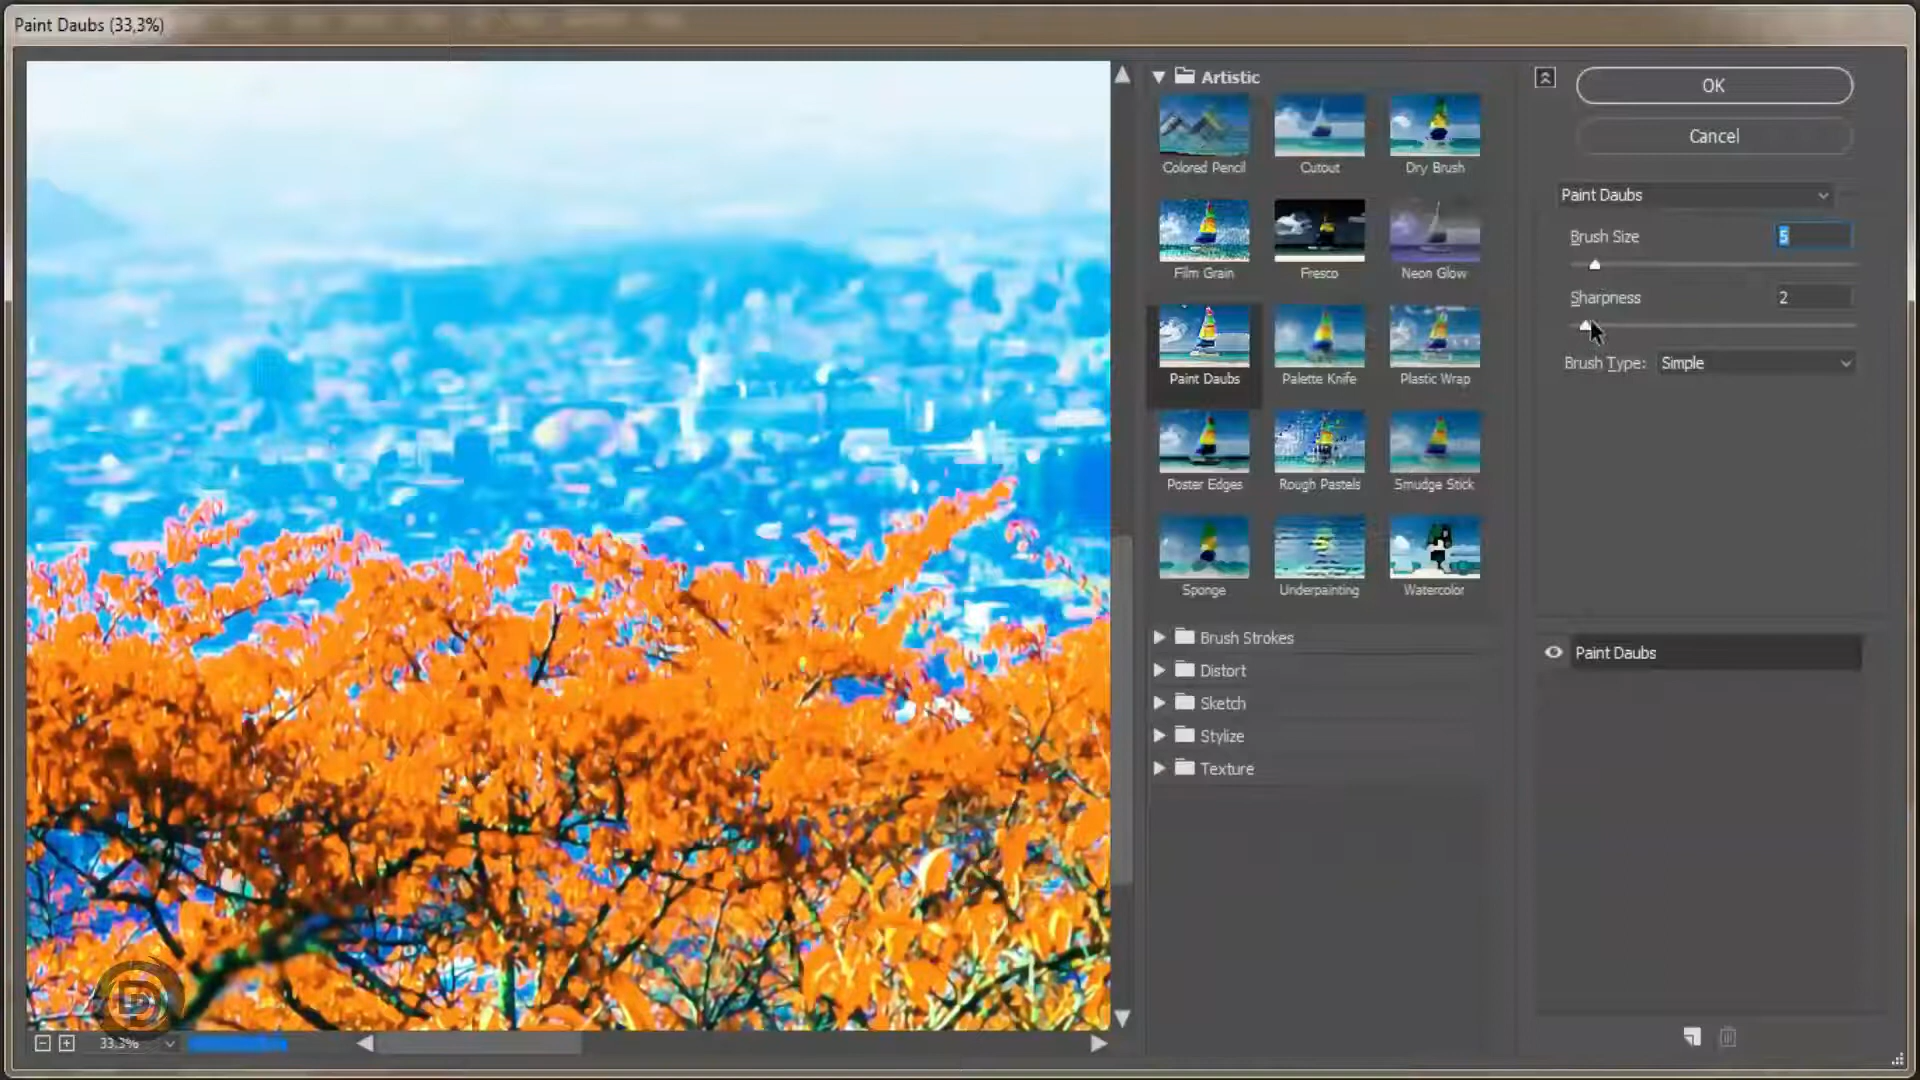 Paint Daubs (33,3%)
Artistic
Colored Pencil
Cutout
Dry Brush
Film Grain
Fresco
Neon Glow
Paint Daubs
Palette Knife
Plastic Wrap
Poster Edges
Rough Pastels
Smudge Stick
Sponge
Underpainting
Watercolor
Brush Strokes
Distort
Sketch
Stylize
Texture
OK
Cancel
Paint Daubs
Brush Size 5
Sharpness 2
Brush Type: Simple
Paint Daubs
33.3%